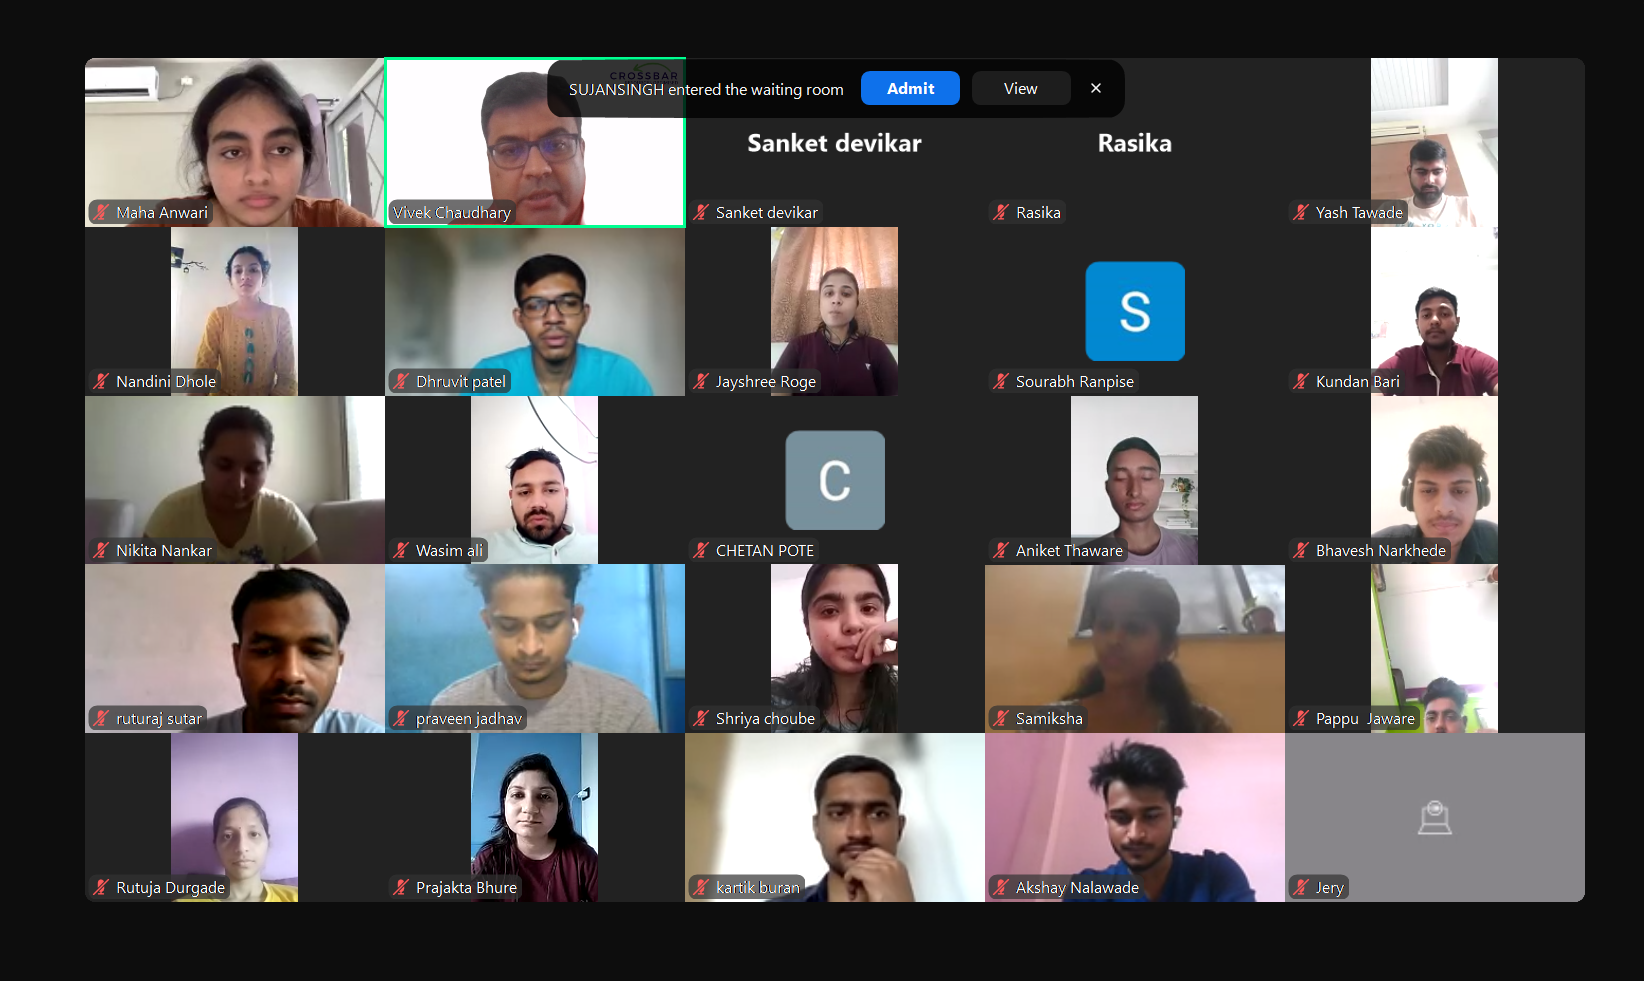 CROSSBAR
SUJANSINGH entered the waiting room
Admit
View
Sanket devikar
Rasika
Maha Anwari
Vivek Chaudhary
Sanket devikar
Rasika
Yash Tawade
Nandini Dhole
Dhruvit patel
Jayshree Roge
S
Sourabh Ranpise
Kundan Bari
Nikita Nankar
Wasim ali
C
CHETAN POTE
Aniket Thaware
Bhavesh Narkhede
ruturaj sutar
praveen jadhav
Shriya choube
Samiksha
Pappu Jaware
Rutuja Durgade
Prajakta Bhure
kartik buran
Akshay Nalawade
Jery